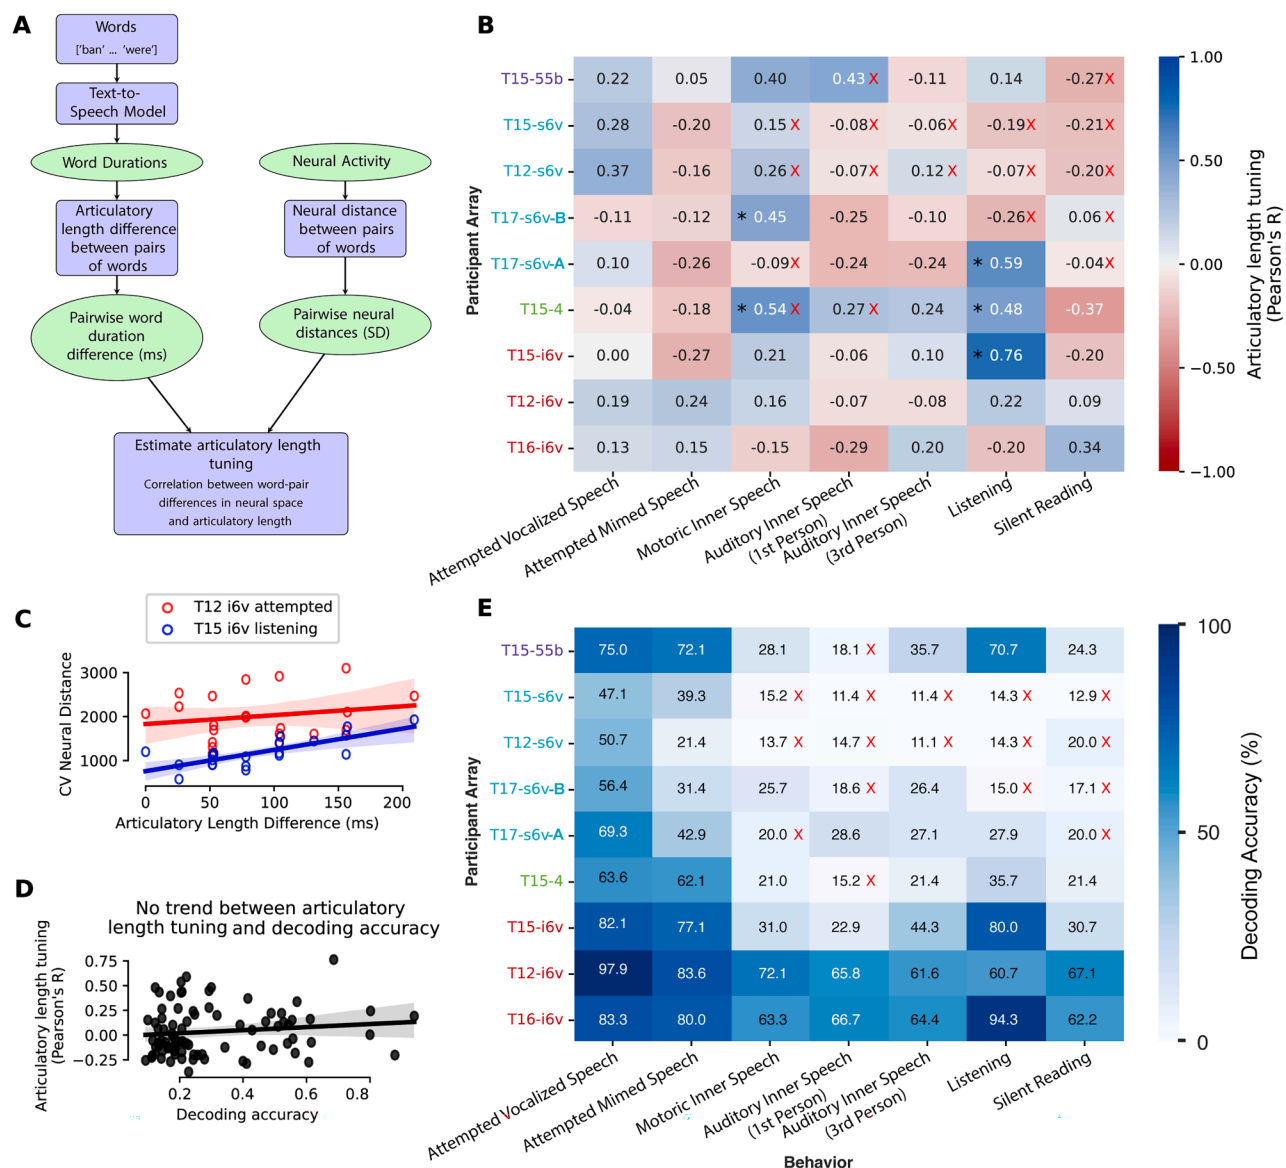 A
Words
['ban' ... 'were']
Text-to-
Speech Model
Word Durations
Articulatory
length difference
between pairs
of words
Pairwise word
duration
difference (ms)
Neural Activity
Neural distance
between pairs
of words
Pairwise neural
distances (SD)
Estimate articulatory length
tuning
Correlation between word-pair
differences in neural space
and articulatory length
B
Participant Array
T15-55b 0.22 0.05 0.40 0.43 X -0.11 0.14 -0.27 X
T15-s6v 0.28 -0.20 0.15 X -0.08 X -0.06 X -0.19 X -0.21 X
T12-s6v 0.37 -0.16 0.26 X -0.07 X 0.12 X -0.07 X -0.20 X
T17-s6v-B -0.11 -0.12 * 0.45 -0.25 -0.10 -0.26 X 0.06 X
T17-s6v-A 0.10 -0.26 -0.09 X -0.24 -0.24 * 0.59 -0.04 X
T15-4 -0.04 -0.18 * 0.54 X 0.27 X 0.24 * 0.48 -0.37
T15-i6v 0.00 -0.27 0.21 -0.06 0.10 * 0.76 -0.20
T12-i6v 0.19 0.24 0.16 -0.07 -0.08 0.22 0.09
T16-i6v 0.13 0.15 -0.15 -0.29 0.20 -0.20 0.34
Attempted Vocalized Speech
Attempted Mimed Speech
Motoric Inner Speech
Auditory Inner Speech
(1st Person)
Auditory Inner Speech
(3rd Person)
Listening
Silent Reading
1.00
0.50
0.00
−0.50
−1.00
Articulatory length tuning
(Pearson's R)
C
T12 i6v attempted
T15 i6v listening
CV Neural Distance
3000
2000
1000
0 50 100 150 200
Articulatory Length Difference (ms)
D
No trend between articulatory
length tuning and decoding accuracy
Articulatory length tuning
(Pearson's R)
0.75
0.50
0.25
0.00
−0.25
0.2 0.4 0.6 0.8
Decoding accuracy
E
Participant Array
T15-55b 75.0 72.1 28.1 18.1 X 35.7 70.7 24.3
T15-s6v 47.1 39.3 15.2 X 11.4 X 11.4 X 14.3 X 12.9 X
T12-s6v 50.7 21.4 13.7 X 14.7 X 11.1 X 14.3 X 20.0 X
T17-s6v-B 56.4 31.4 25.7 18.6 X 26.4 15.0 X 17.1 X
T17-s6v-A 69.3 42.9 20.0 X 28.6 27.1 27.9 20.0 X
T15-4 63.6 62.1 21.0 15.2 X 21.4 35.7 21.4
T15-i6v 82.1 77.1 31.0 22.9 44.3 80.0 30.7
T12-i6v 97.9 83.6 72.1 65.8 61.6 60.7 67.1
T16-i6v 83.3 80.0 63.3 66.7 64.4 94.3 62.2
Attempted Vocalized Speech
Attempted Mimed Speech
Motoric Inner Speech
Auditory Inner Speech
(1st Person)
Auditory Inner Speech
(3rd Person)
Listening
Silent Reading
Behavior
100
50
0
Decoding Accuracy (%)